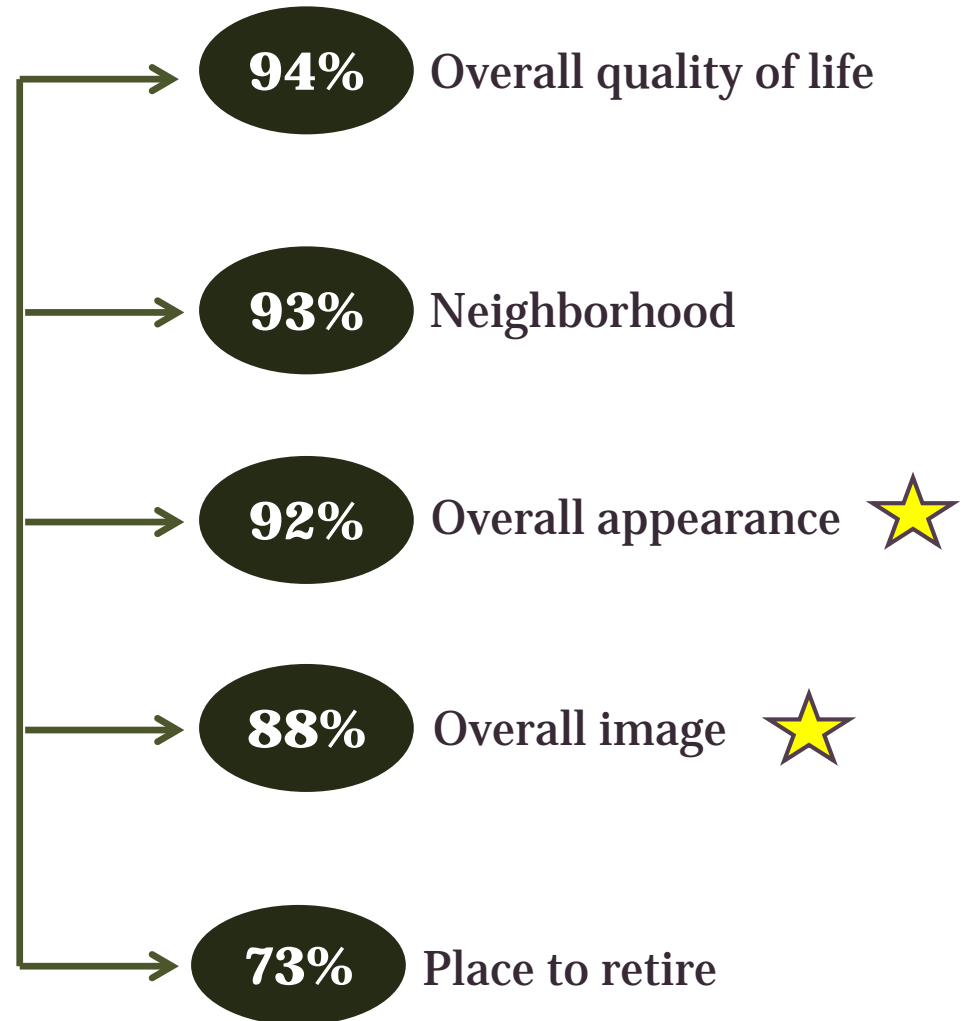 94% Overall quality of life
93% Neighborhood
92% Overall appearance
88% Overall image
73% Place to retire